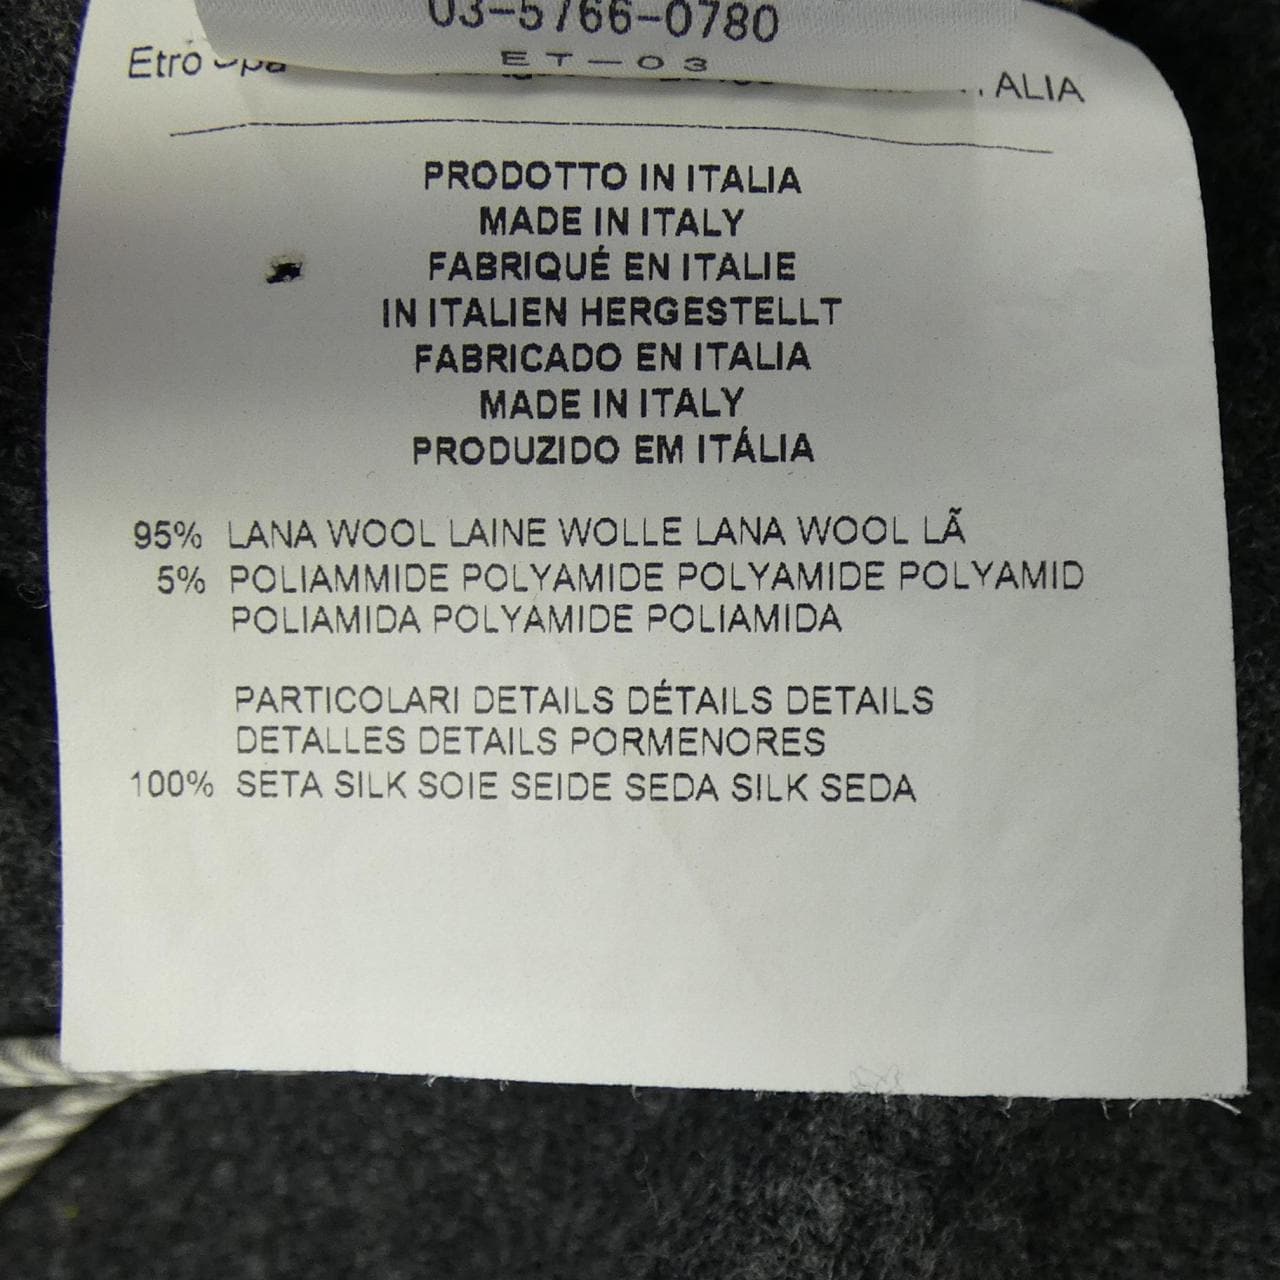 03-5766-0780
ET-03
Etro Spa ITALIA
PRODOTTO IN ITALIA
MADE IN ITALY
FABRIQUÉ EN ITALIE
IN ITALIEN HERGESTELLT
FABRICADO EN ITALIA
MADE IN ITALY
PRODUZIDO EM ITÁLIA
95% LANA WOOL LAINE WOLLE LANA WOOL LÃ
5% POLIAMMIDE POLYAMIDE POLYAMIDE POLYAMID
POLIAMIDA POLYAMIDE POLIAMIDA
PARTICOLARI DETAILS DÉTAILS DETAILS
DETALLES DETAILS PORMENORES
100% SETA SILK SOIE SEIDE SEDA SILK SEDA